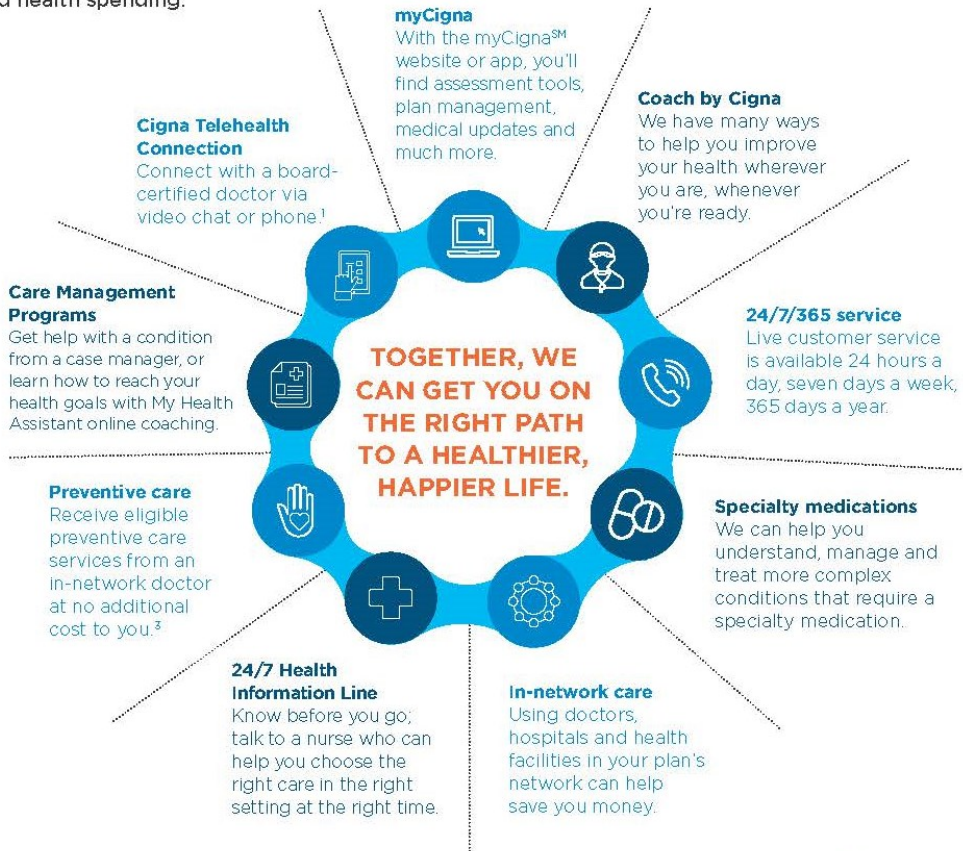 d health spending.
myCigna
With the myCigna℠
website or app, you'll
find assessment tools,
plan management,
medical updates and
much more.
Coach by Cigna
We have many ways
to help you improve
your health wherever
you are, whenever
you're ready.
24/7/365 service
Live customer service
is available 24 hours a
day, seven days a week,
365 days a year.
Specialty medications
We can help you
understand, manage and
treat more complex
conditions that require a
specialty medication.
In-network care
Using doctors,
hospitals and health
facilities in your plan's
network can help
save you money.
24/7 Health
Information Line
Know before you go;
talk to a nurse who can
help you choose the
right care in the right
setting at the right time.
Preventive care
Receive eligible
preventive care
services from an
in-network doctor
at no additional
cost to you.³
Care Management
Programs
Get help with a condition
from a case manager, or
learn how to reach your
health goals with My Health
Assistant online coaching.
Cigna Telehealth
Connection
Connect with a board-
certified doctor via
video chat or phone.¹
TOGETHER, WE
CAN GET YOU ON
THE RIGHT PATH
TO A HEALTHIER,
HAPPIER LIFE.